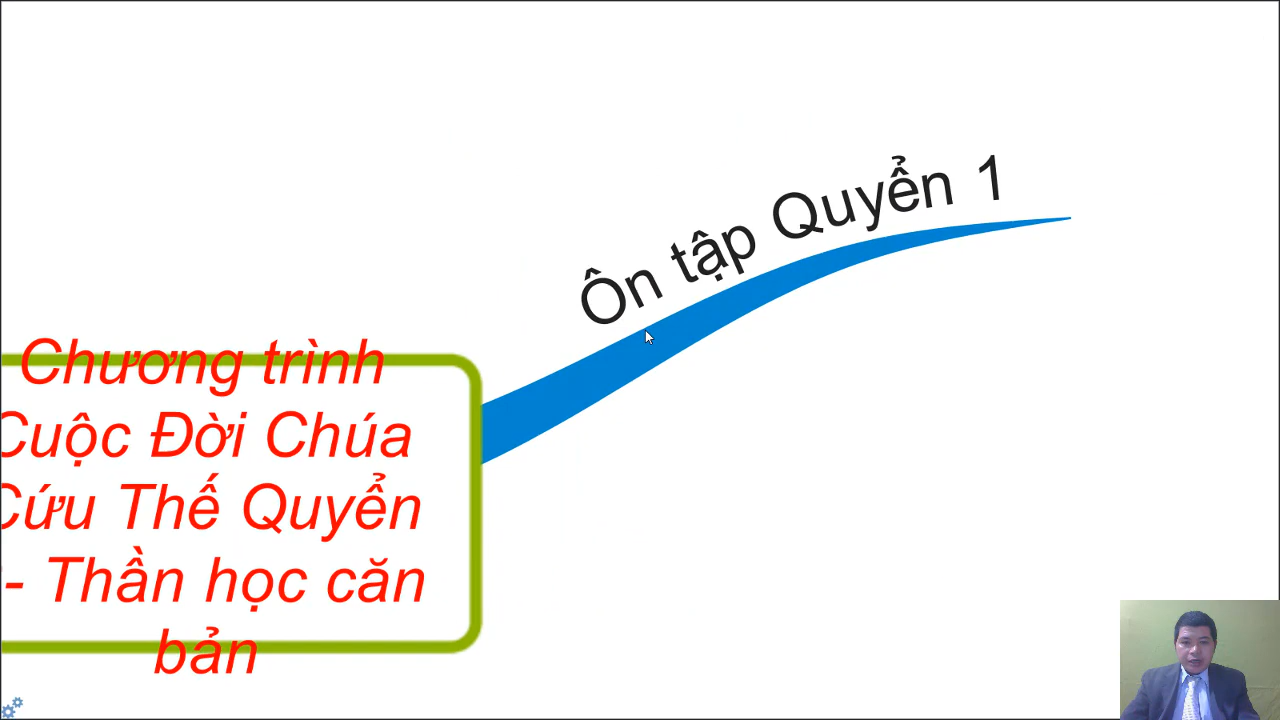 Ôn tập Quyển 1
Chương trình
Cuộc Đời Chúa
Cứu Thế Quyển
- Thần học căn
bản